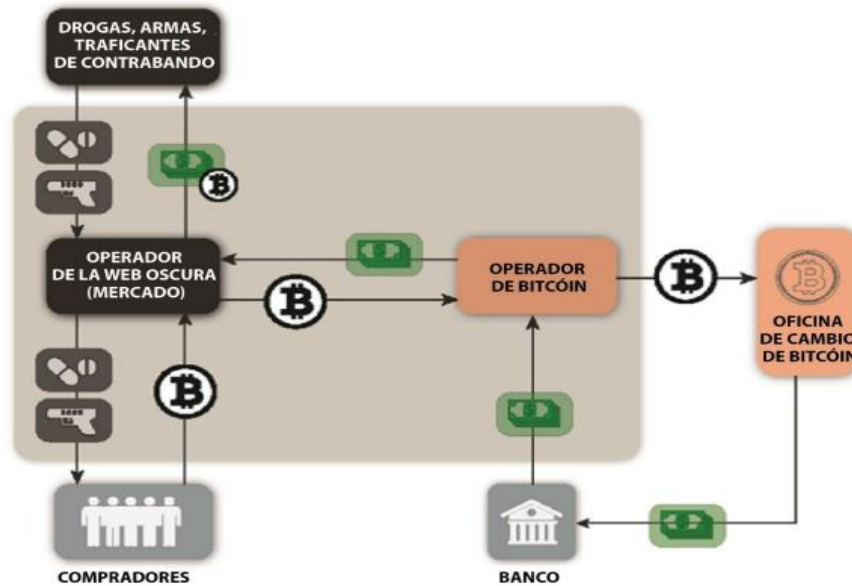 DROGAS, ARMAS,
TRAFICANTES
DE CONTRABANDO
OPERADOR
DE LA WEB OSCURA
(MERCADO)
OPERADOR
DE BITCÓIN
OFICINA
DE CAMBIO
DE BITCÓIN
COMPRADORES
BANCO